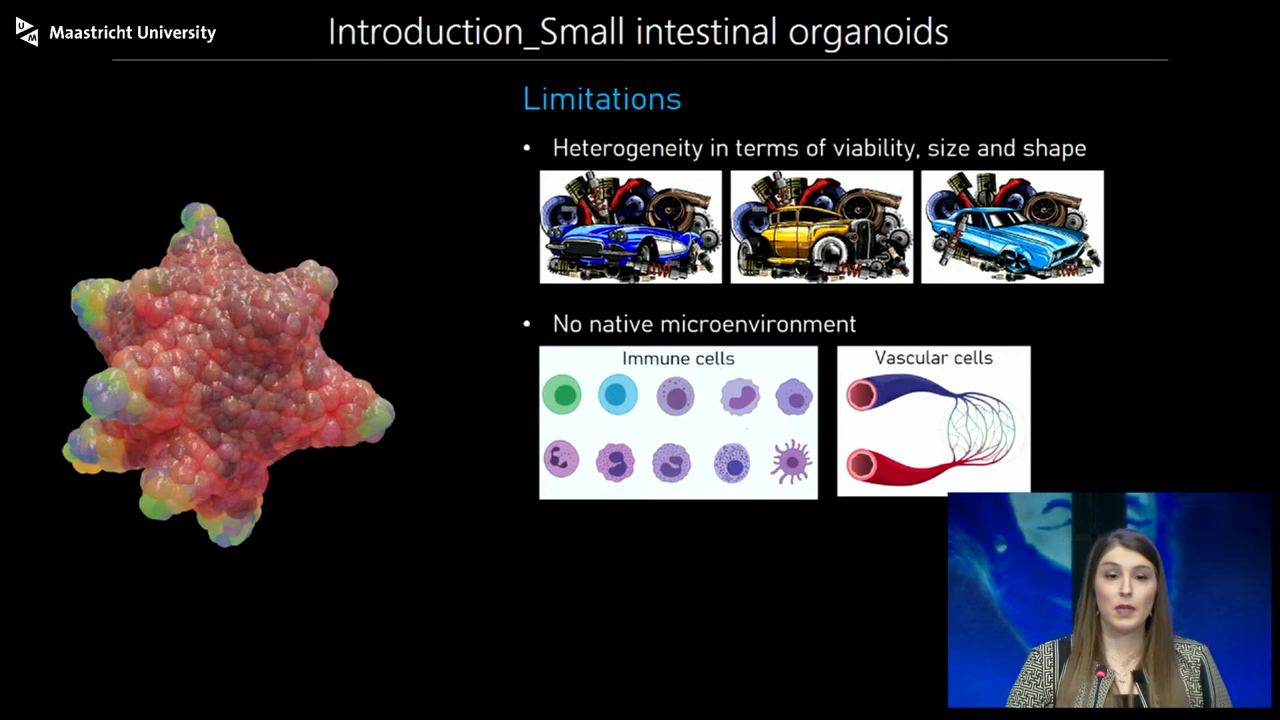 UM
Maastricht University
Introduction_Small intestinal organoids
Limitations
• Heterogeneity in terms of viability, size and shape
• No native microenvironment
Immune cells
Vascular cells